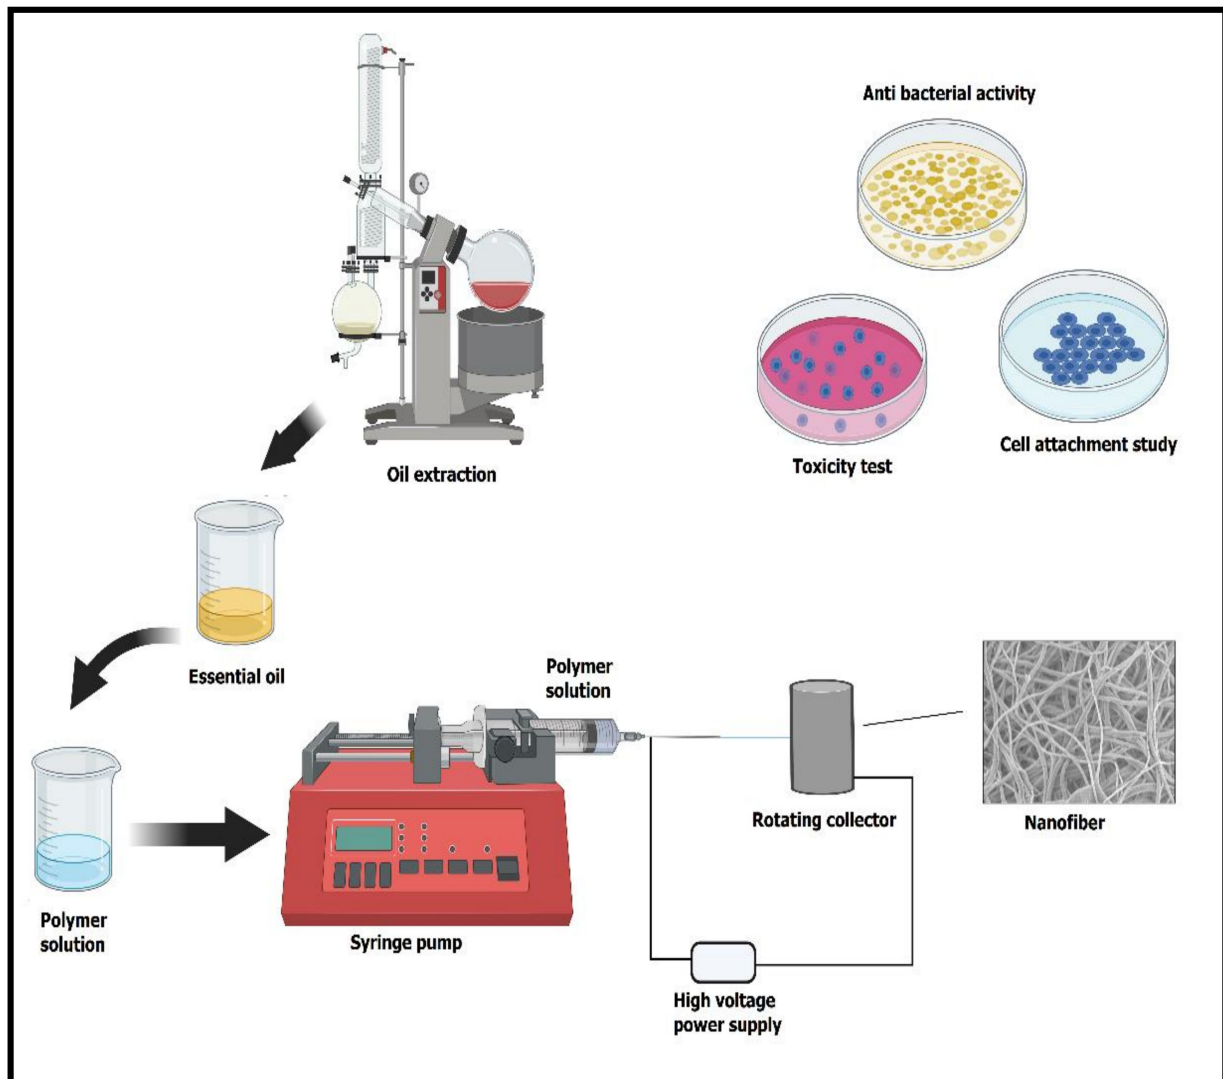 Anti bacterial activity
Oil extraction
Toxicity test
Cell attachment study
Essential oil
Polymer
solution
Rotating collector
Nanofiber
Polymer
solution
Syringe pump
High voltage
power supply